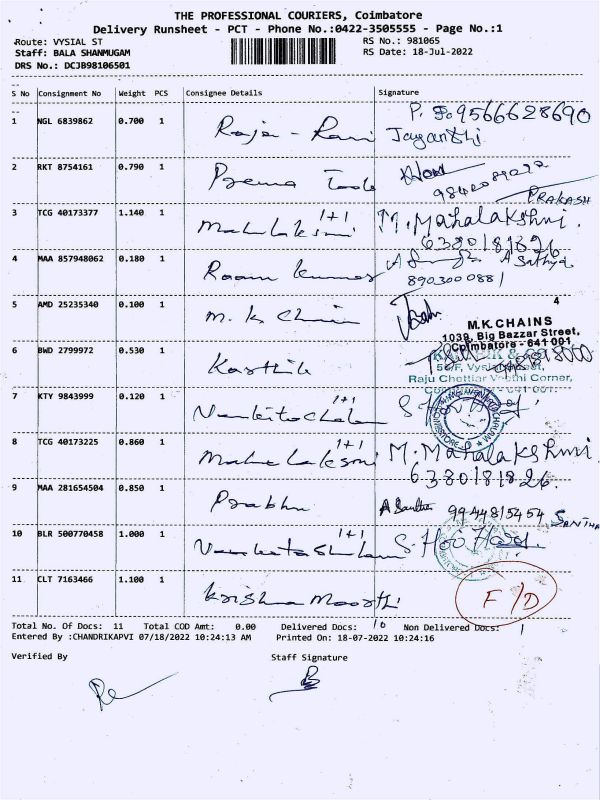 THE PROFESSIONAL COURIERS, Coimbatore
Delivery Runsheet - PCT - Phone No.:0422-3505555 - Page No.:1
Route: VYSIAL ST
RS No.: 981065
Staff: BALA SHANMUGAM
RS Date: 18-Jul-2022
DRS No.: DCJB98106501
S No Consignment No Weight PCS Consignee Details Signature
1 NGL 6839862 0.700 1 Raja - Rani P. 9566628690
Jayanthi
2 RKT 8754161 0.790 1 Prema
PRAKASH
3 TCG 40173377 1.140 1 Mahalaksmi 1+1 M. Mahalakshmi.
6380181826
4 MAA 857948062 0.180 1 Raam Kumar A Sathya
8903000881
5 AMD 25235340 0.100 1 M. K. Chain
4
M.K.CHAINS
1039, Big Bazzar Street,
Coimbatore - 641 001.
6 BWD 2799972 0.530 1 Karthik
56/F, Vysial Street,
Raju Chettiar Veethi Corner,
7 KTY 9843999 0.120 1 Venkitachalam 1+1
8 TCG 40173225 0.860 1 Mahalaksmi 1+1 M. Mahalakshmi
6380181826.
9 MAA 281654504 0.850 1 Prabhu A Santha 9944815454 SANTHA
10 BLR 500770458 1.000 1 1+1
11 CLT 7163466 1.100 1 Krishna Moorthi F/D
Total No. Of Docs: 11 Total COD Amt: 0.00 Delivered Docs: 10 Non Delivered Docs: 1
Entered By :CHANDRIKAPVI 07/18/2022 10:24:13 AM Printed On: 18-07-2022 10:24:16
Verified By Staff Signature